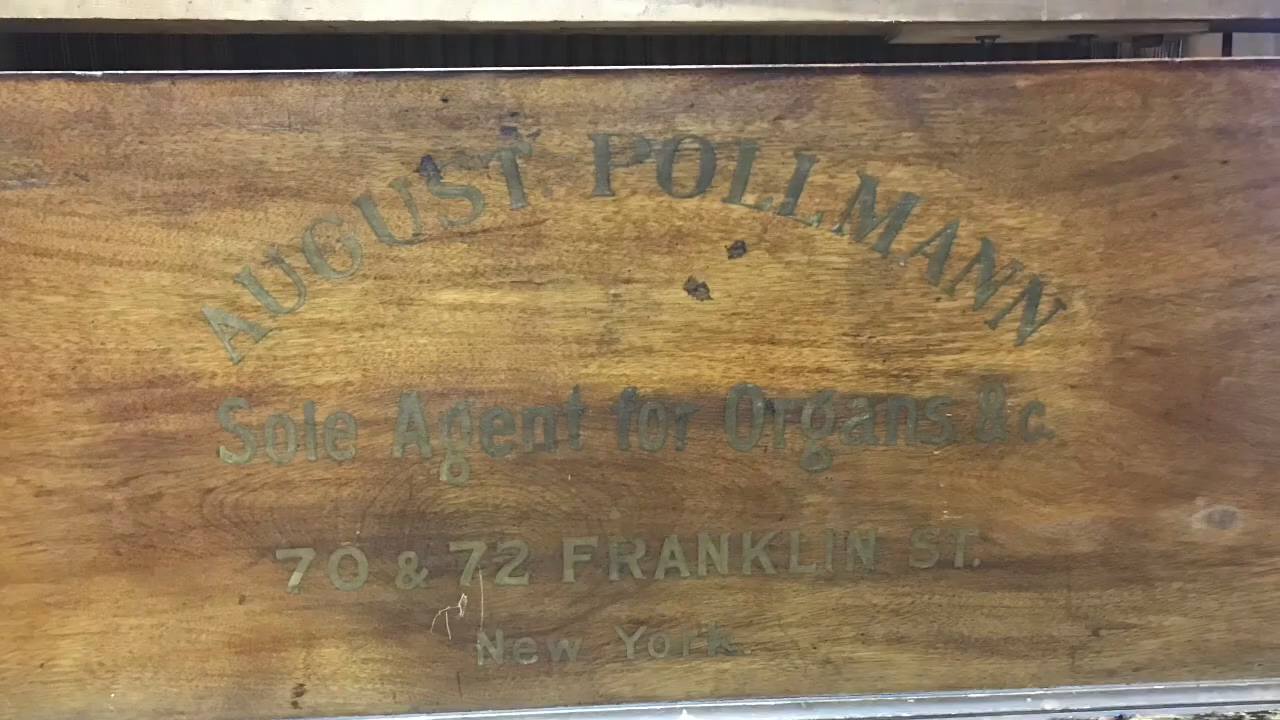 AUGUST POLLMANN
Sole Agent for Organs &c.
70 & 72 FRANKLIN ST.
New York.